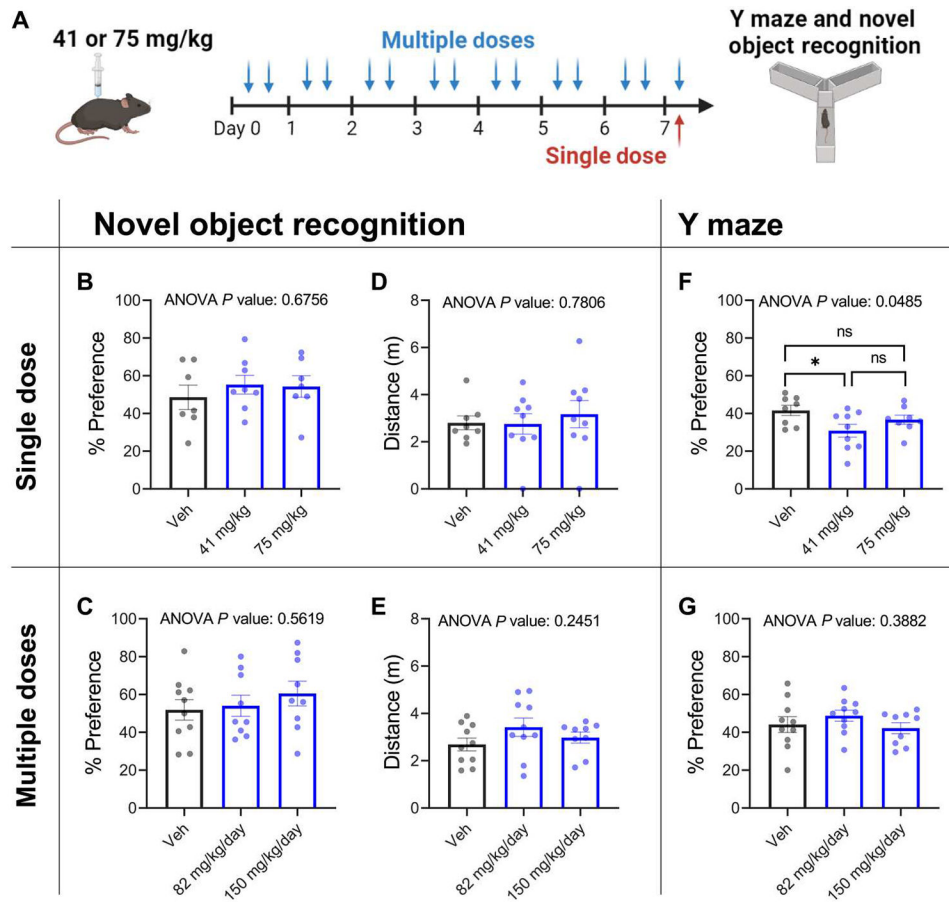 A
41 or 75 mg/kg
Multiple doses
Y maze and novel
object recognition
Day 0 1 2 3 4 5 6 7
Single dose
Novel object recognition
Y maze
Single dose
B
ANOVA P value: 0.6756
% Preference
100
80
60
40
20
0
Veh
41 mg/kg
75 mg/kg
D
ANOVA P value: 0.7806
Distance (m)
8
6
4
2
0
Veh
41 mg/kg
75 mg/kg
F
ANOVA P value: 0.0485
ns
*
ns
% Preference
100
80
60
40
20
0
Veh
41 mg/kg
75 mg/kg
Multiple doses
C
ANOVA P value: 0.5619
% Preference
100
80
60
40
20
0
Veh
82 mg/kg/day
150 mg/kg/day
E
ANOVA P value: 0.2451
Distance (m)
8
6
4
2
0
Veh
82 mg/kg/day
150 mg/kg/day
G
ANOVA P value: 0.3882
% Preference
100
80
60
40
20
0
Veh
82 mg/kg/day
150 mg/kg/day